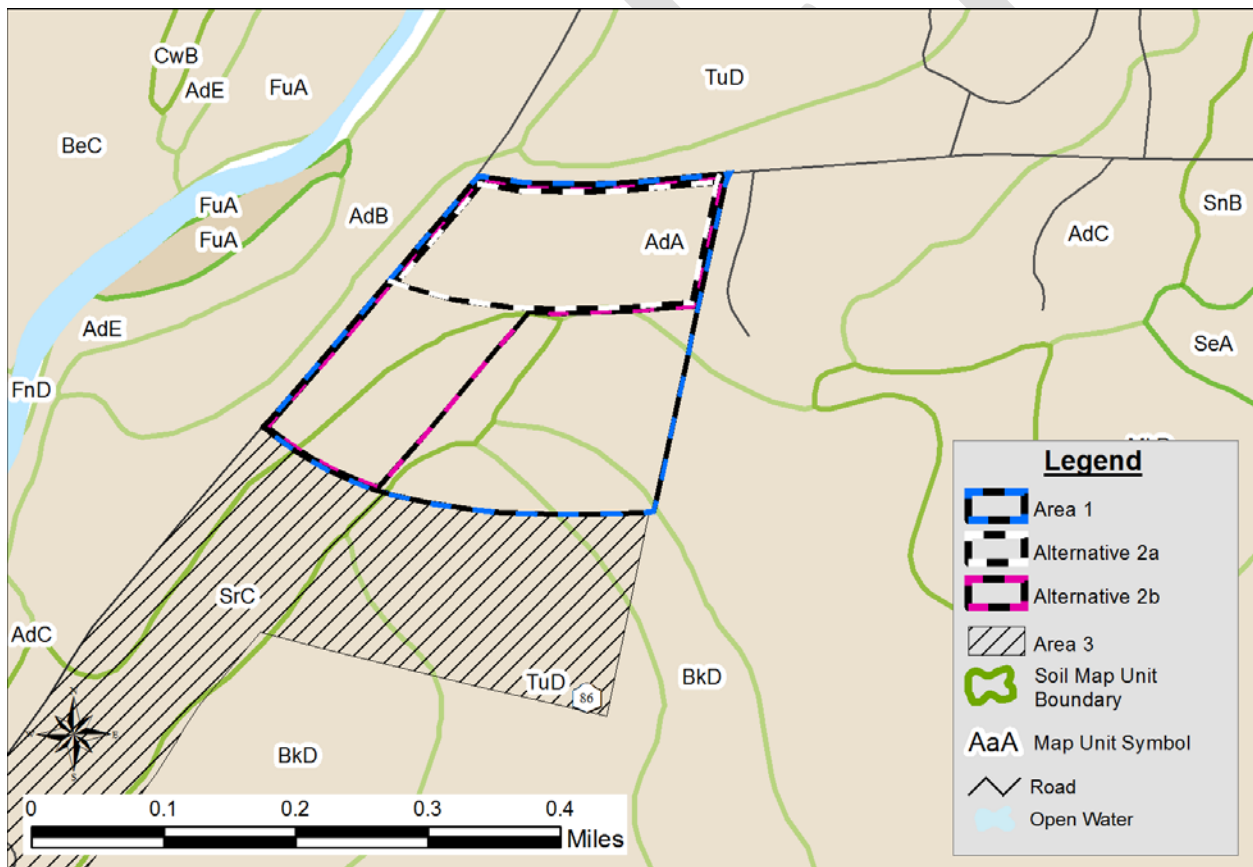 CwB
AdE
FuA
TuD
BeC
FuA
FuA
AdB
SnB
AdA
AdC
AdE
SeA
FnD
Legend
Area 1
Alternative 2a
Alternative 2b
SrC
AdC
Area 3
TuD
86
BkD
Soil Map Unit
Boundary
N
W E
S
AaA Map Unit Symbol
BkD
Road
0 0.1 0.2 0.3 0.4
Miles
Open Water